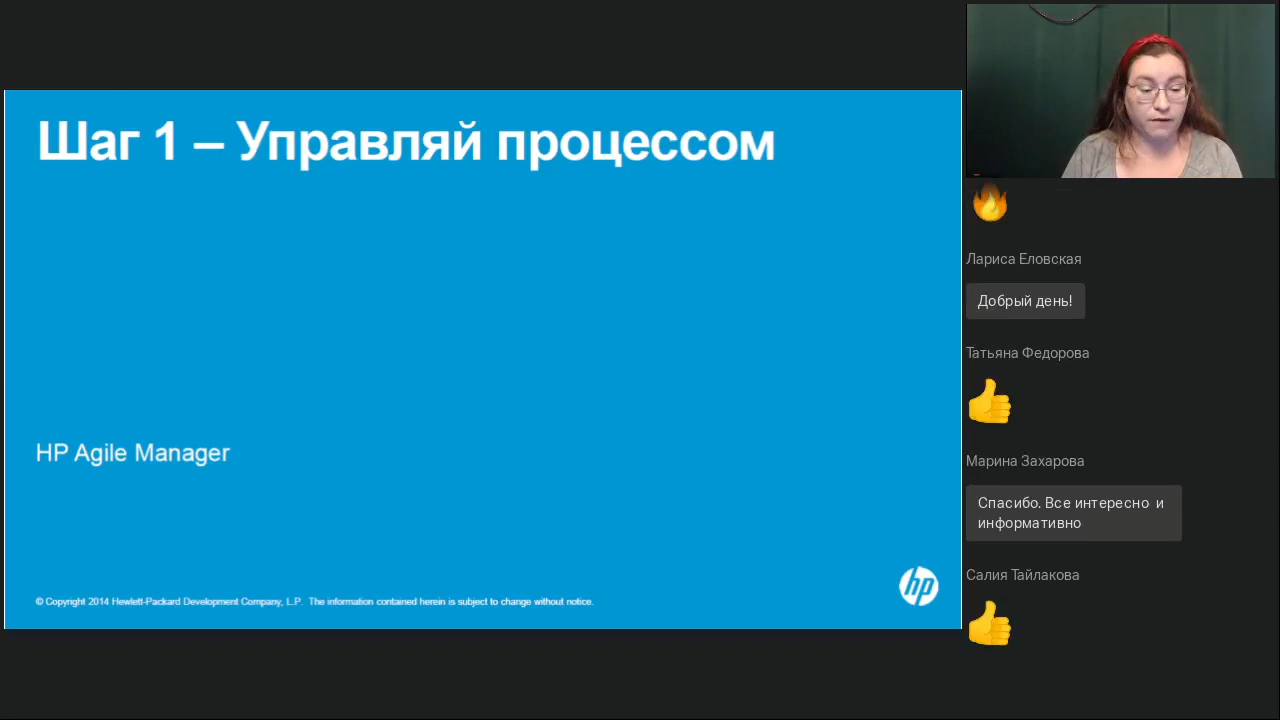 Шаг 1 – Управляй процессом
HP Agile Manager
© Copyright 2014 Hewlett-Packard Development Company, L.P. The information contained herein is subject to change without notice.
hp
Лариса Еловская
Добрый день!
Татьяна Федорова
Марина Захарова
Спасибо. Все интересно и
информативно
Салия Тайлакова